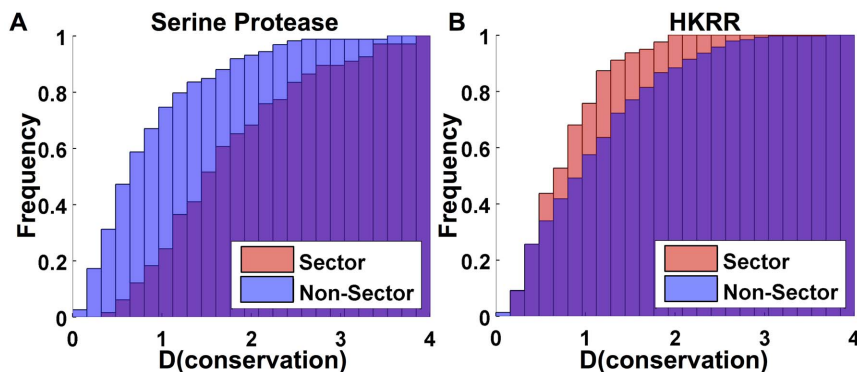 A
Serine Protease
Frequency
1
0.8
0.6
0.4
0.2
0
0
1
2
3
4
D(conservation)
Sector
Non-Sector
B
HKRR
Frequency
1
0.8
0.6
0.4
0.2
0
0
1
2
3
4
D(conservation)
Sector
Non-Sector